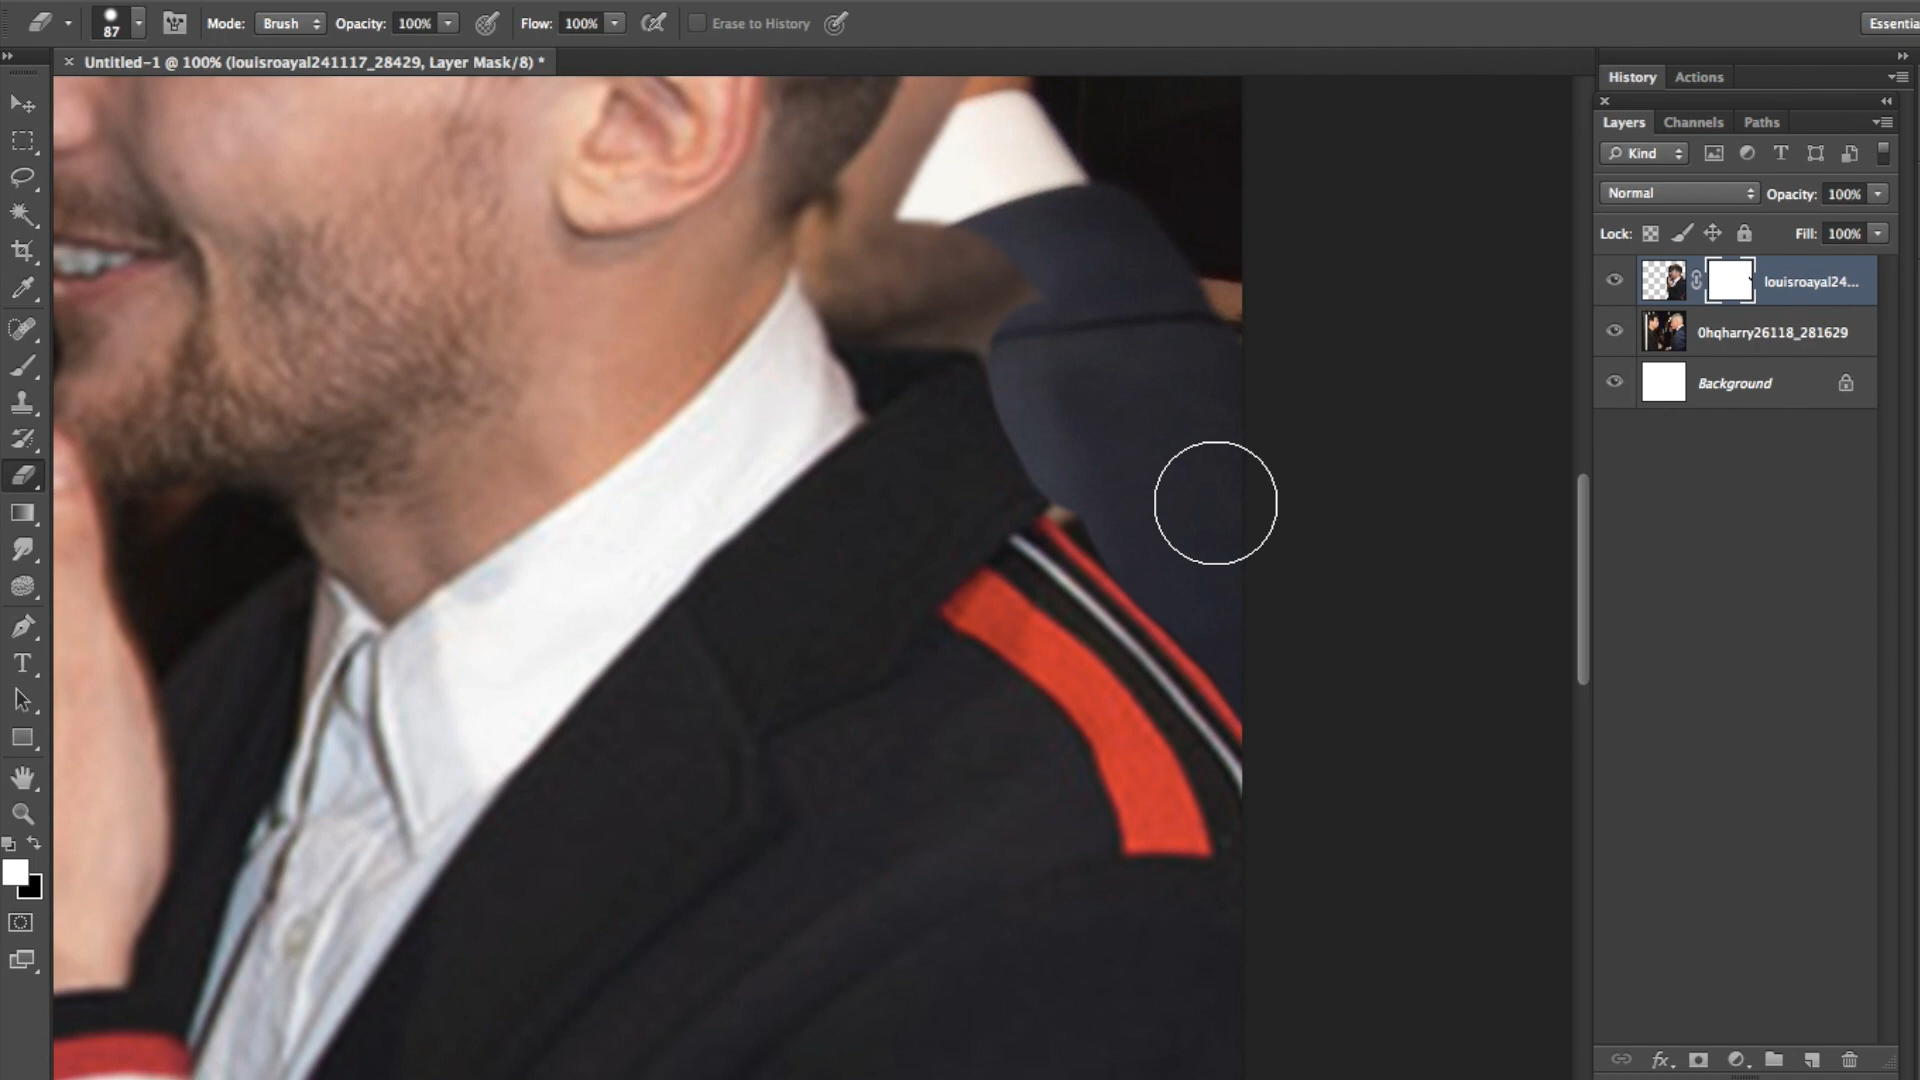 87 Mode: Brush Opacity: 100% Flow: 100% Erase to History Essentia
× Untitled-1 @ 100% (louisroayal241117_28429, Layer Mask/8) *
History Actions
Layers Channels Paths
Kind
Normal Opacity: 100%
Lock: Fill: 100%
louisroayal24...
0hqharry26118_281629
Background
fx